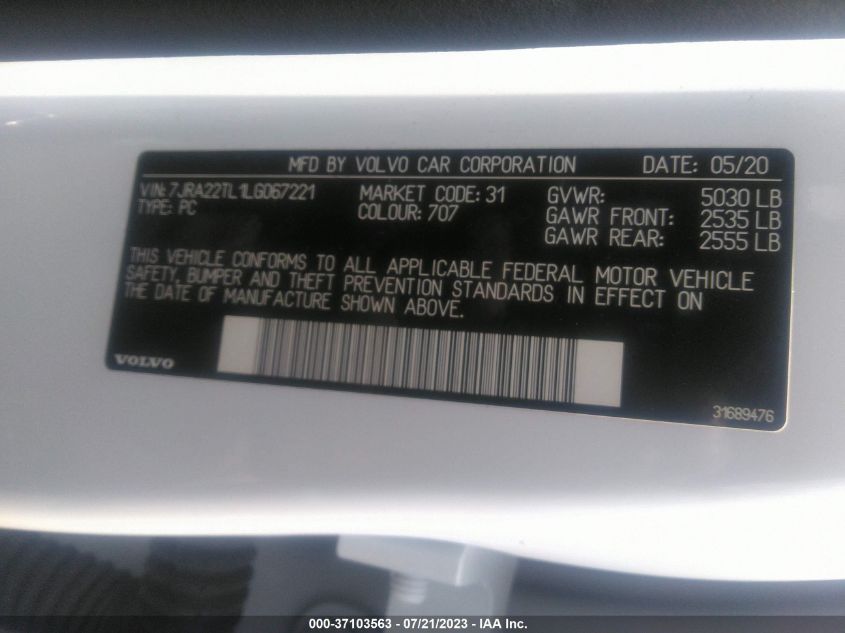 MFD BY VOLVO CAR CORPORATION DATE: 05/20
VIN: 7JRA22TL1LG067221 MARKET CODE: 31 GVWR: 5030 LB
TYPE: PC COLOUR: 707 GAWR FRONT: 2535 LB
GAWR REAR: 2555 LB
THIS VEHICLE CONFORMS TO ALL APPLICABLE FEDERAL MOTOR VEHICLE
SAFETY, BUMPER AND THEFT PREVENTION STANDARDS IN EFFECT ON
THE DATE OF MANUFACTURE SHOWN ABOVE.
VOLVO
31689476
000-37103563 - 07/21/2023 - IAA Inc.